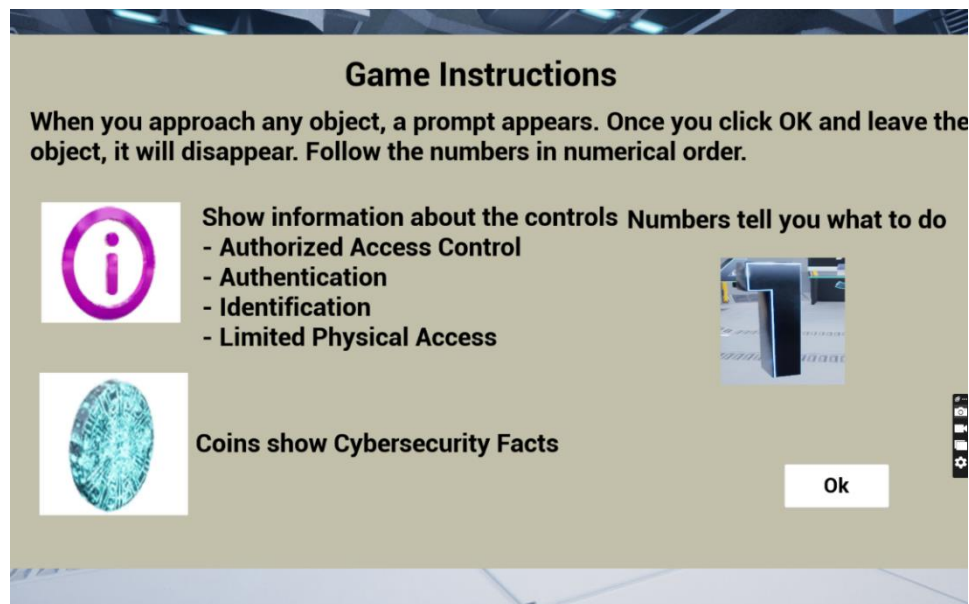 Game Instructions
When you approach any object, a prompt appears. Once you click OK and leave the
object, it will disappear. Follow the numbers in numerical order.
Show information about the controls
- Authorized Access Control
- Authentication
- Identification
- Limited Physical Access
Numbers tell you what to do
1
Coins show Cybersecurity Facts
Ok